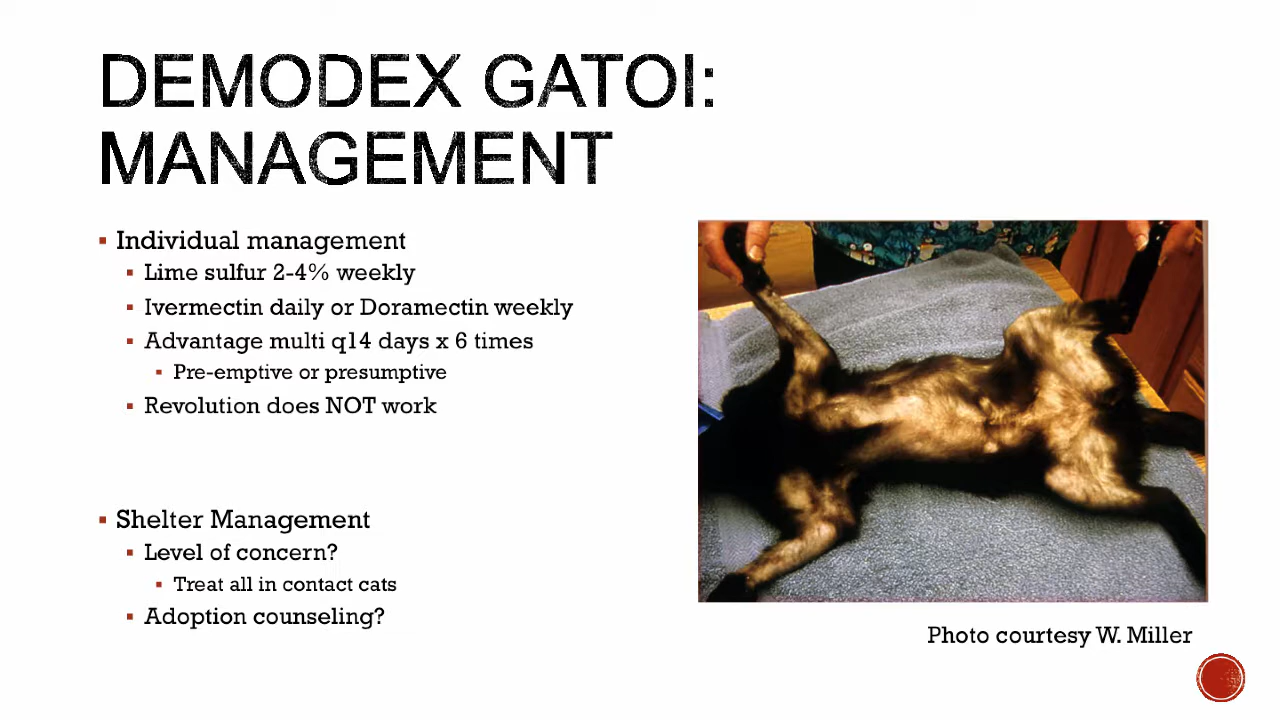 DEMODEX GATOI:
MANAGEMENT
▪ Individual management
▪ Lime sulfur 2-4% weekly
▪ Ivermectin daily or Doramectin weekly
▪ Advantage multi q14 days x 6 times
▪ Pre-emptive or presumptive
▪ Revolution does NOT work
▪ Shelter Management
▪ Level of concern?
▪ Treat all in contact cats
▪ Adoption counseling?
Photo courtesy W. Miller